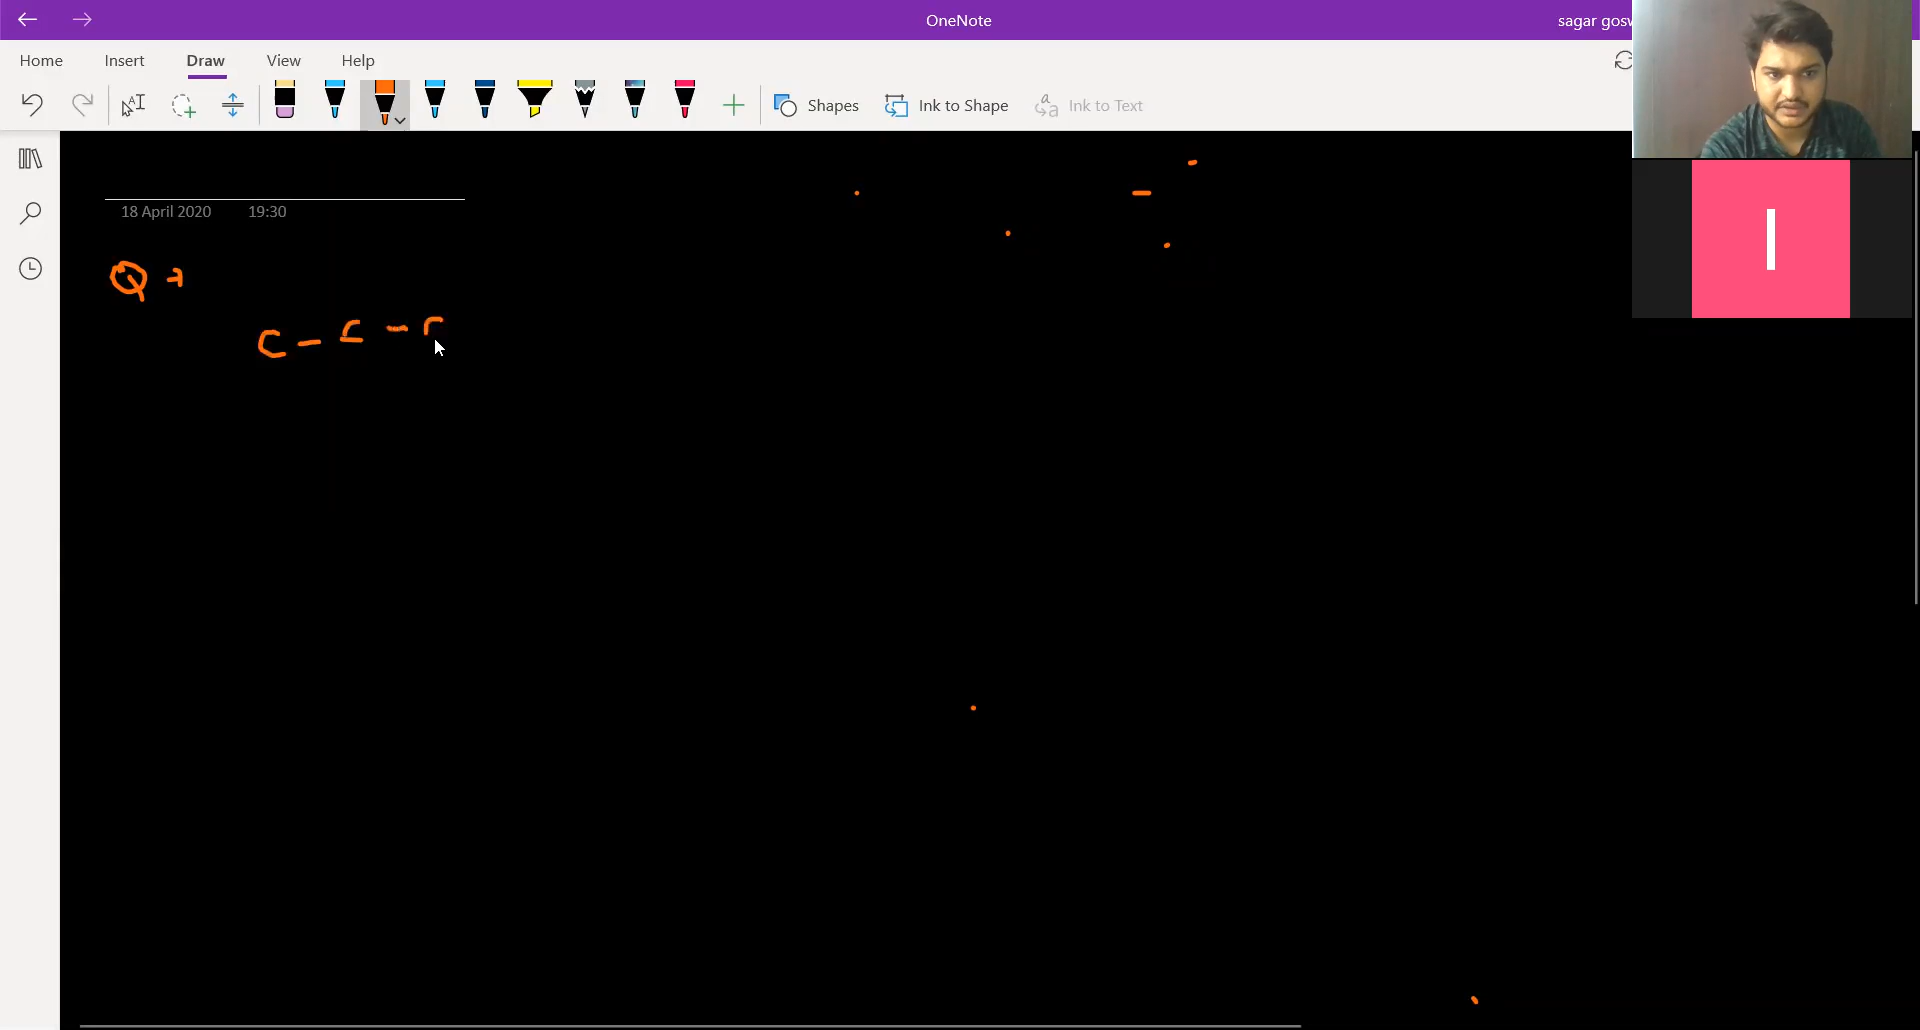 OneNote
sagar gosw
Home Insert Draw View Help
Shapes Ink to Shape Ink to Text
I
18 April 2020 19:30
Q
C - C -